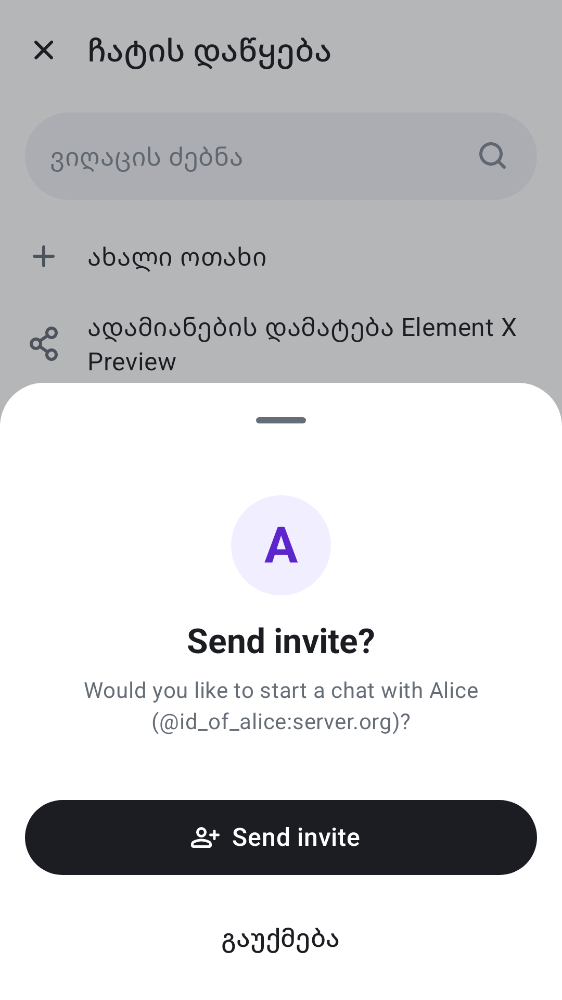 ჩატის დაწყება
ვიღაცის ძებნა
ახალი ოთახი
ადამიანების დამატება Element X
Preview
A
Send invite?
Would you like to start a chat with Alice
(@id_of_alice:server.org)?
Send invite
გაუქმება